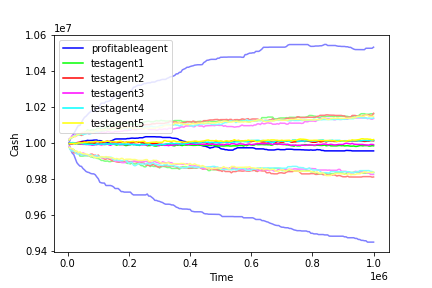 1e7
1.06
1.04
1.02
1.00
0.98
0.96
0.94
Cash
profitableagent
testagent1
testagent2
testagent3
testagent4
testagent5
0.0 0.2 0.4 0.6 0.8 1.0
1e6
Time